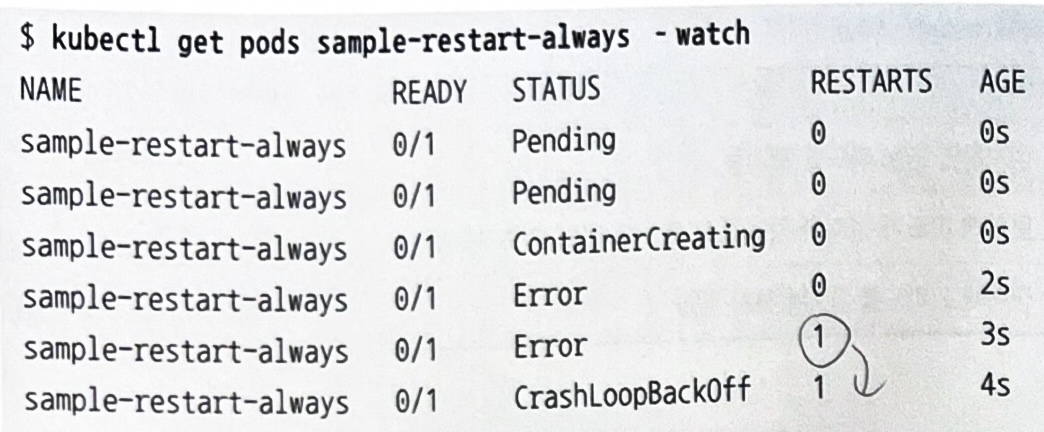 $ kubectl get pods sample-restart-always - watch
NAME READY STATUS RESTARTS AGE
sample-restart-always 0/1 Pending 0 0s
sample-restart-always 0/1 Pending 0 0s
sample-restart-always 0/1 ContainerCreating 0 0s
sample-restart-always 0/1 Error 0 2s
sample-restart-always 0/1 Error 1 3s
sample-restart-always 0/1 CrashLoopBackOff 1 4s